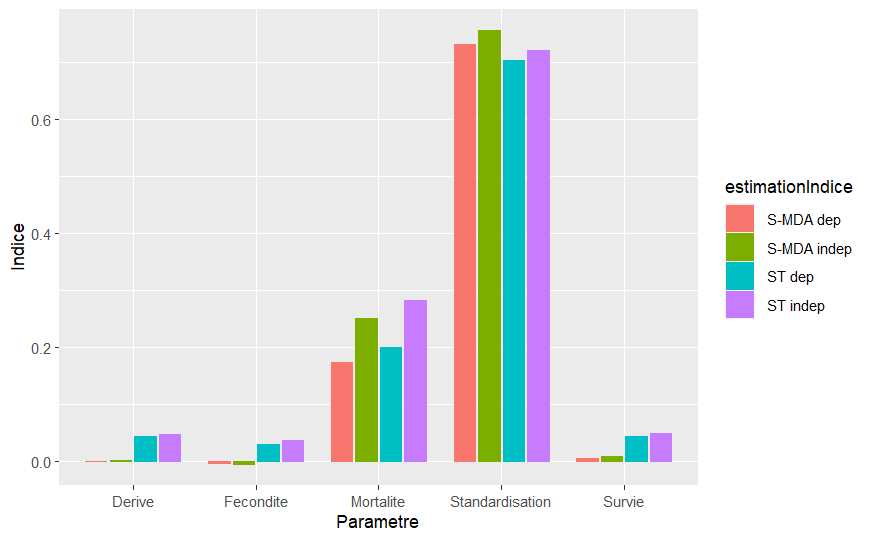 0.6
0.4
0.2
0.0
Indice
Derive
Fecondite
Mortalite
Standardisation
Survie
Parametre
estimationIndice
S-MDA dep
S-MDA indep
ST dep
ST indep